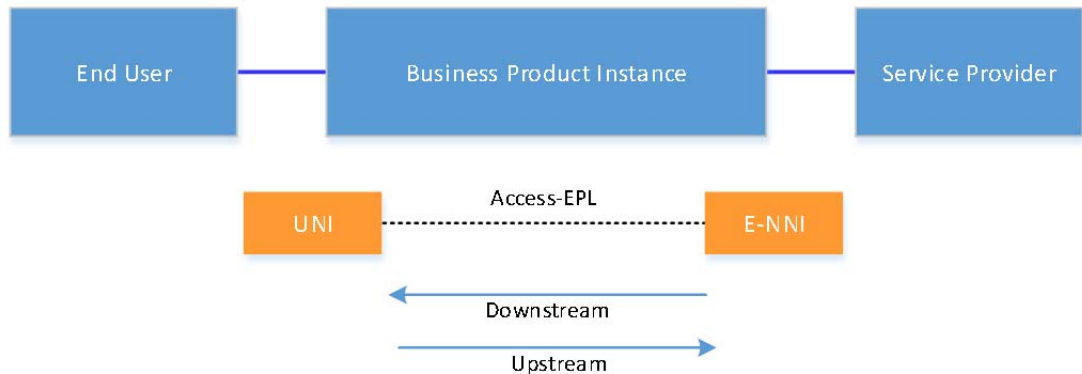 End User
Business Product Instance
Service Provider
Access-EPL
UNI
E-NNI
Downstream
Upstream